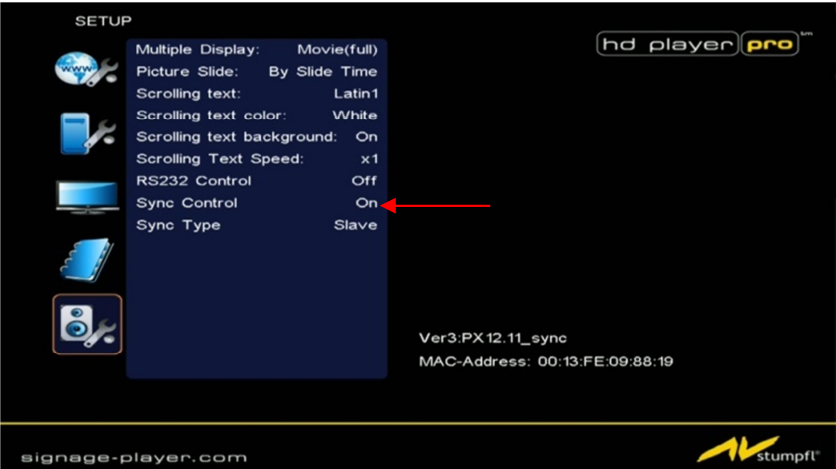 SETUP
hd player pro tm
www
Multiple Display: Movie(full)
Picture Slide: By Slide Time
Scrolling text: Latin1
Scrolling text color: White
Scrolling text background: On
Scrolling Text Speed: x1
RS232 Control Off
Sync Control On
Sync Type Slave
Ver3:PX12.11_sync
MAC-Address: 00:13:FE:09:88:19
signage-player.com
AV stumpfl®